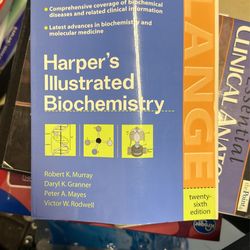 • Comprehensive coverage of biochemical
diseases and related clinical information
• Latest advances in biochemistry and
molecular medicine
Harper's
Illustrated
Biochemistry
Robert K. Murray
Daryl K. Granner
Peter A. Mayes
Victor W. Rodwell
LANGE
twenty-sixth
edition